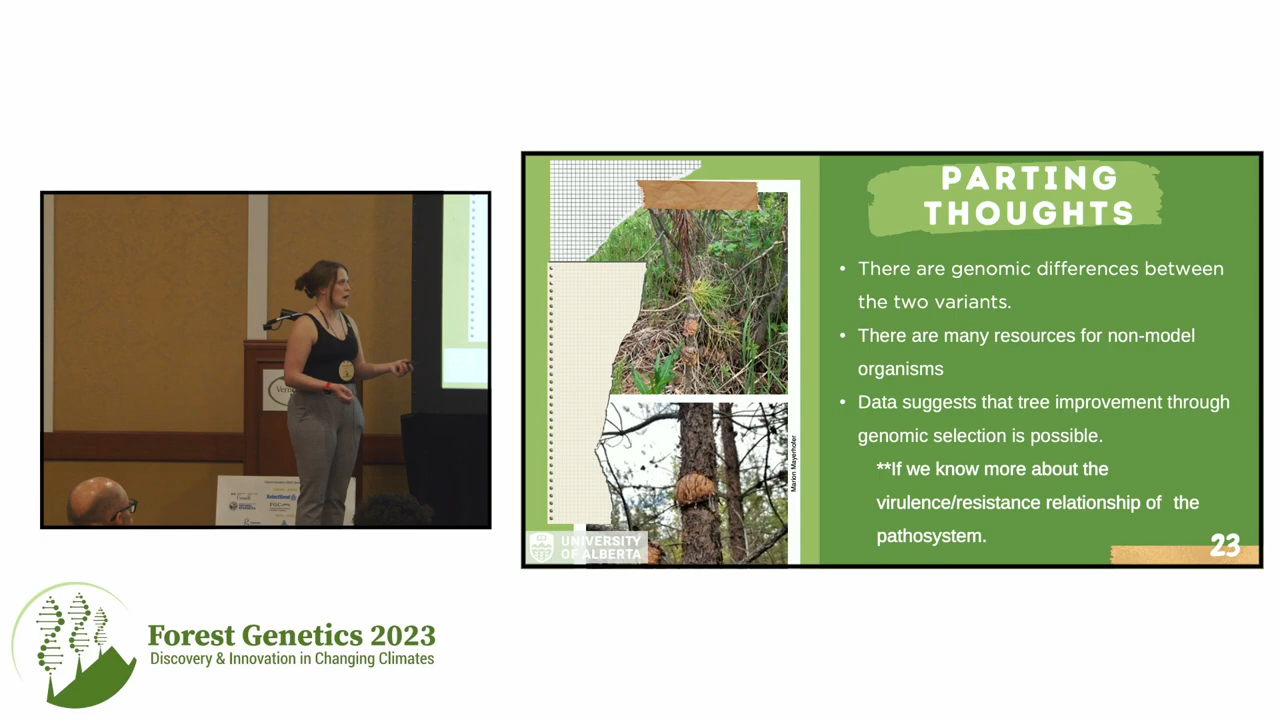 PARTING
THOUGHTS
• There are genomic differences between
the two variants.
• There are many resources for non-model
organisms
• Data suggests that tree improvement through
genomic selection is possible.
**If we know more about the
virulence/resistance relationship of the
pathosystem.
23
Marion Mayerhofer
UNIVERSITY
OF ALBERTA
Forest Genetics 2023
Discovery & Innovation in Changing Climates